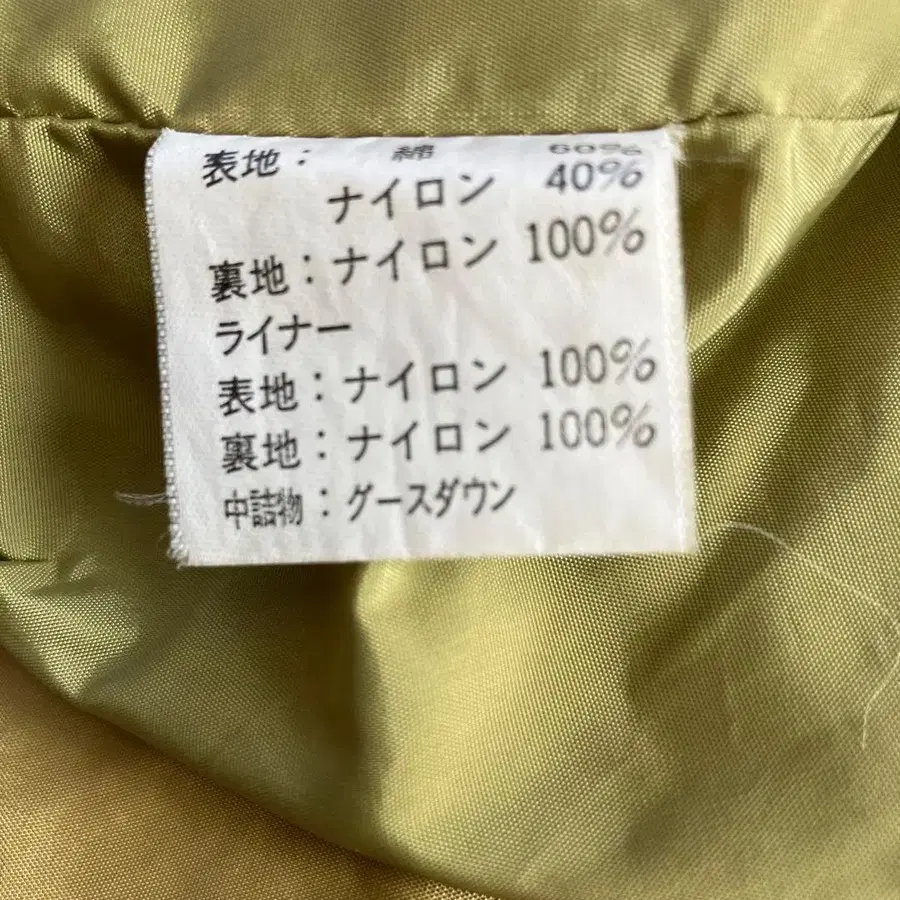 表地： 綿 60%
ナイロン 40%
裏地：ナイロン 100%
ライナー
表地：ナイロン 100%
裏地：ナイロン 100%
中詰物：グースダウン